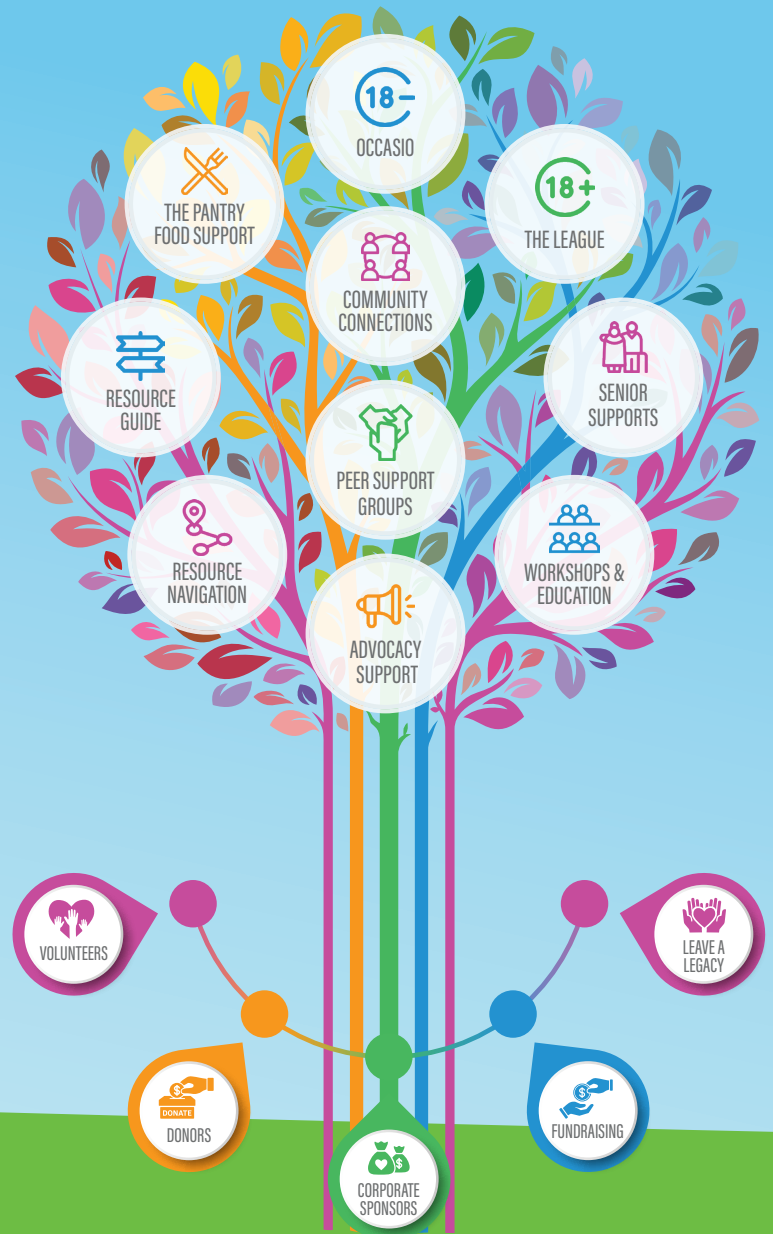 18-
OCCASIO
THE PANTRY
FOOD SUPPORT
18+
THE LEAGUE
COMMUNITY
CONNECTIONS
RESOURCE
GUIDE
SENIOR
SUPPORTS
PEER SUPPORT
GROUPS
RESOURCE
NAVIGATION
WORKSHOPS &
EDUCATION
ADVOCACY
SUPPORT
VOLUNTEERS
LEAVE A
LEGACY
$
DONATE
DONORS
$
FUNDRAISING
$
CORPORATE
SPONSORS